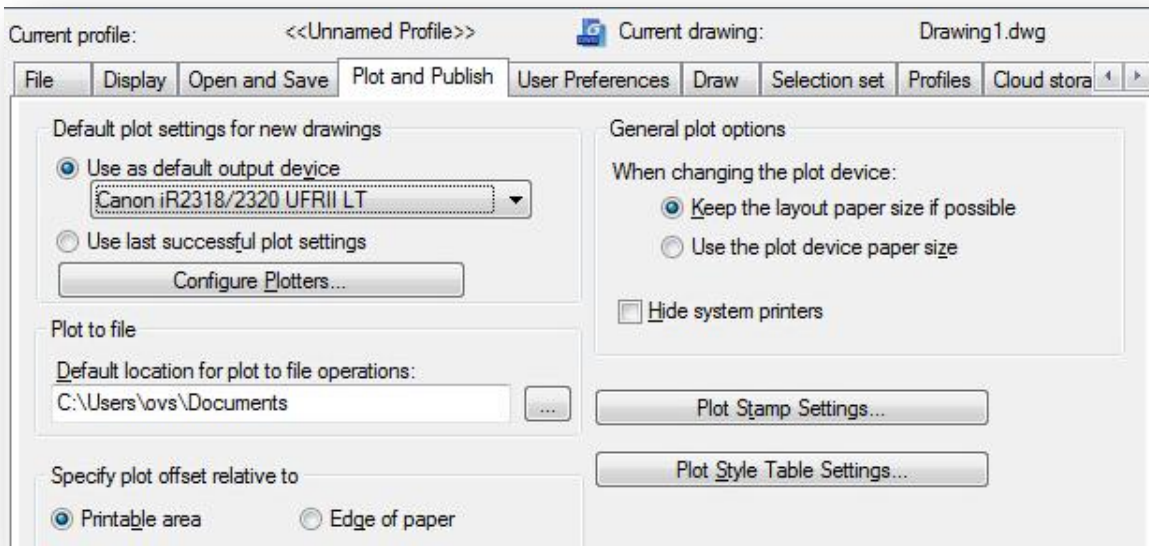 Current profile: <<Unnamed Profile>> Current drawing: Drawing1.dwg
File Display Open and Save Plot and Publish User Preferences Draw Selection set Profiles Cloud stora
Default plot settings for new drawings
Use as default output device
Canon iR2318/2320 UFRII LT
Use last successful plot settings
Configure Plotters...
Plot to file
Default location for plot to file operations:
C:\Users\ovs\Documents
...
Specify plot offset relative to
Printable area Edge of paper
General plot options
When changing the plot device:
Keep the layout paper size if possible
Use the plot device paper size
Hide system printers
Plot Stamp Settings...
Plot Style Table Settings...